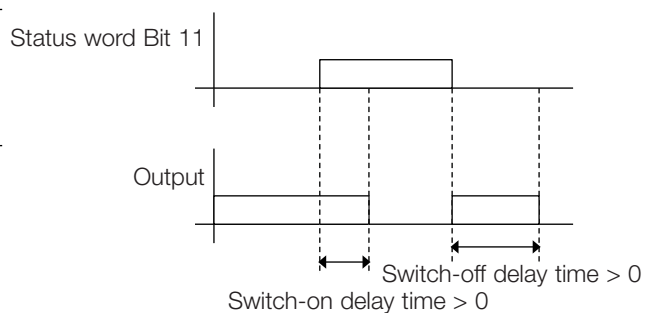 Status word Bit 11
Output
Switch-off delay time > 0
Switch-on delay time > 0